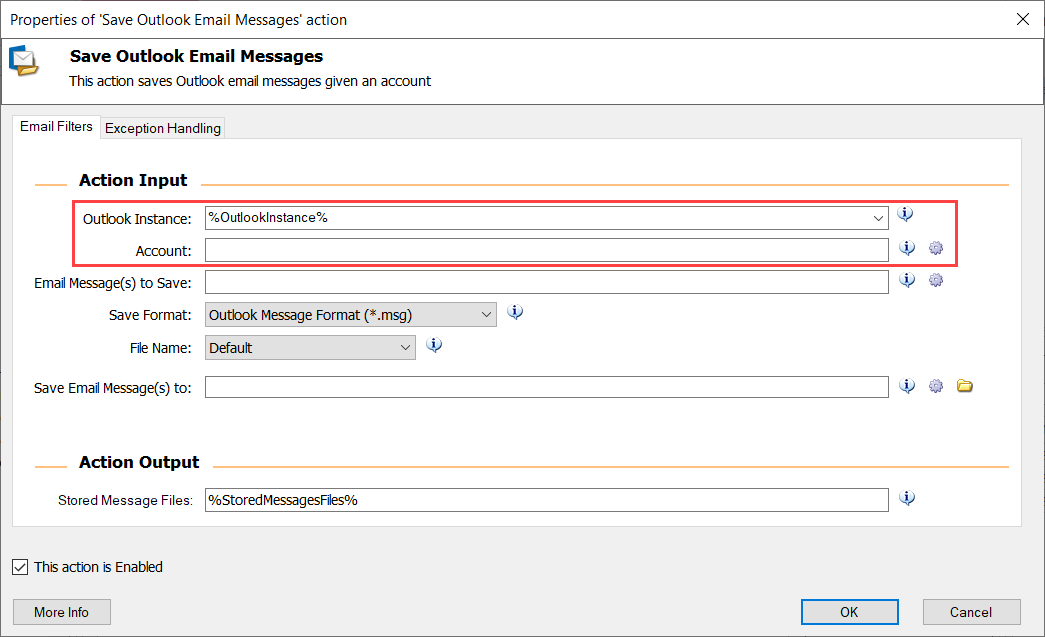 Properties of 'Save Outlook Email Messages' action
Save Outlook Email Messages
This action saves Outlook email messages given an account
Email Filters Exception Handling
Action Input
Outlook Instance: %OutlookInstance%
Account:
Email Message(s) to Save:
Save Format: Outlook Message Format (*.msg)
File Name: Default
Save Email Message(s) to:
Action Output
Stored Message Files: %StoredMessagesFiles%
This action is Enabled
More Info OK Cancel